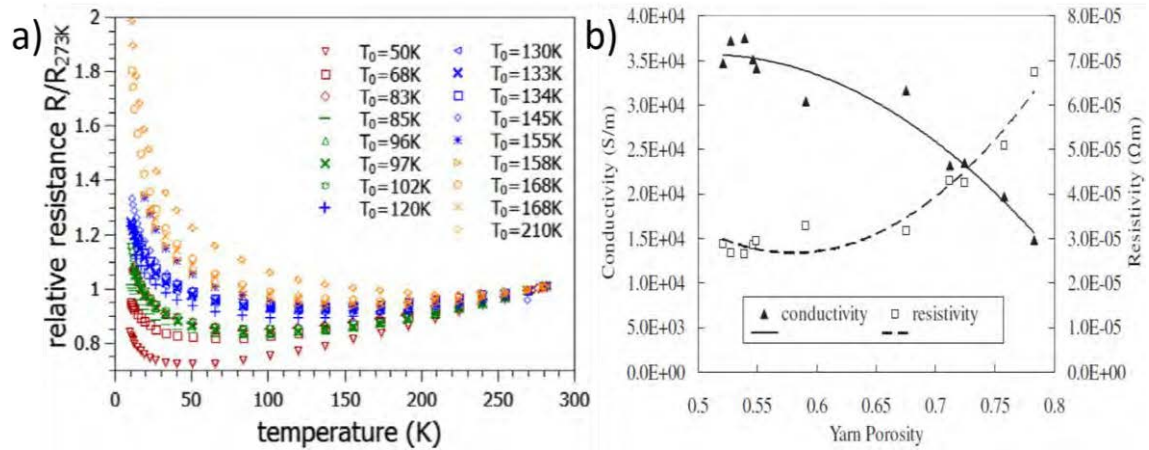 a)
relative resistance R/R273K
2
1.8
1.6
1.4
1.2
1
0.8
0
50
100
150
200
250
300
temperature (K)
T0=50K
T0=68K
T0=83K
T0=85K
T0=96K
T0=97K
T0=102K
T0=120K
T0=130K
T0=133K
T0=134K
T0=145K
T0=155K
T0=158K
T0=168K
T0=168K
T0=210K
b)
Conductivity (S/m)
4.0E+04
3.5E+04
3.0E+04
2.5E+04
2.0E+04
1.5E+04
1.0E+04
5.0E+03
0.0E+00
8.0E-05
7.0E-05
6.0E-05
5.0E-05
4.0E-05
3.0E-05
2.0E-05
1.0E-05
0.0E+00
Resistivity (Ωm)
conductivity
resistivity
0.5
0.55
0.6
0.65
0.7
0.75
0.8
Yarn Porosity